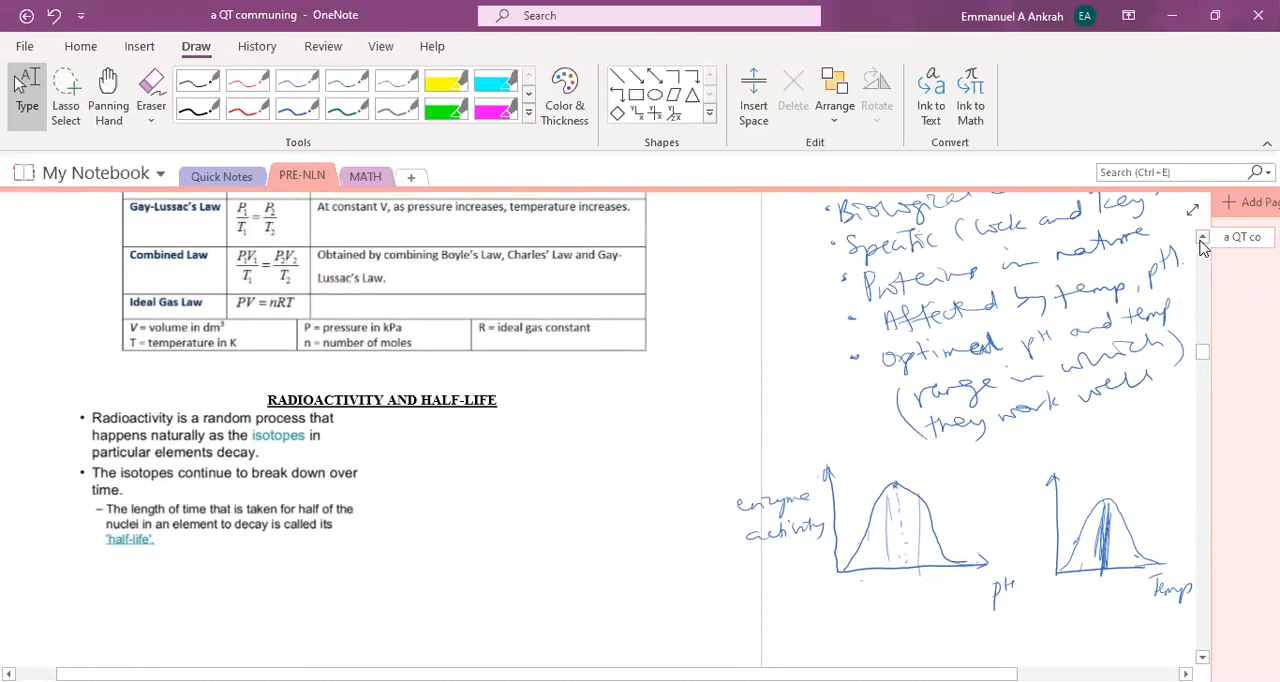 a QT communing - OneNote
Search
Emmanuel A Ankrah
EA
File Home Insert Draw History Review View Help
Type
Lasso Select
Panning Hand
Eraser
Color & Thickness
Insert Space
Delete
Arrange
Rotate
Ink to Text
Ink to Math
Tools
Shapes
Edit
Convert
My Notebook
Quick Notes
PRE-NLN
MATH
Search (Ctrl+E)
Add Pag
a QT co
Gay-Lussac's Law P₁/T₁ = P₂/T₂ At constant V, as pressure increases, temperature increases.
Combined Law P₁V₁/T₁ = P₂V₂/T₂ Obtained by combining Boyle's Law, Charles' Law and Gay-
Lussac's Law.
Ideal Gas Law PV = nRT
V = volume in dm³ P = pressure in kPa R = ideal gas constant
T = temperature in K n = number of moles
RADIOACTIVITY AND HALF-LIFE
• Radioactivity is a random process that
happens naturally as the isotopes in
particular elements decay.
• The isotopes continue to break down over
time.
– The length of time that is taken for half of the
nuclei in an element to decay is called its
'half-life'.
• Biological
• Specific (lock and key)
• Proteins in nature
• Affected by temp, pH.
• optimal pH and temp
(range in which)
they work well
enzyme
activity
pH
Temp